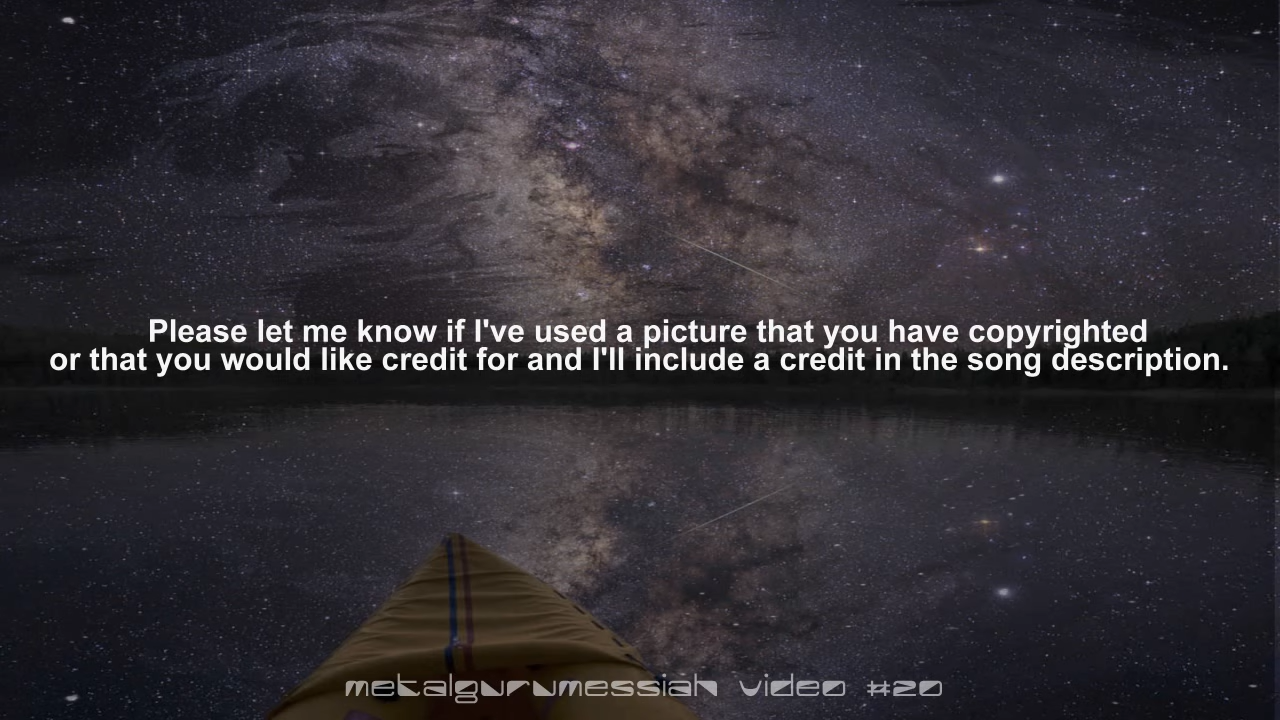 Please let me know if I've used a picture that you have copyrighted
or that you would like credit for and I'll include a credit in the song description.
metalgurumessiah video #20